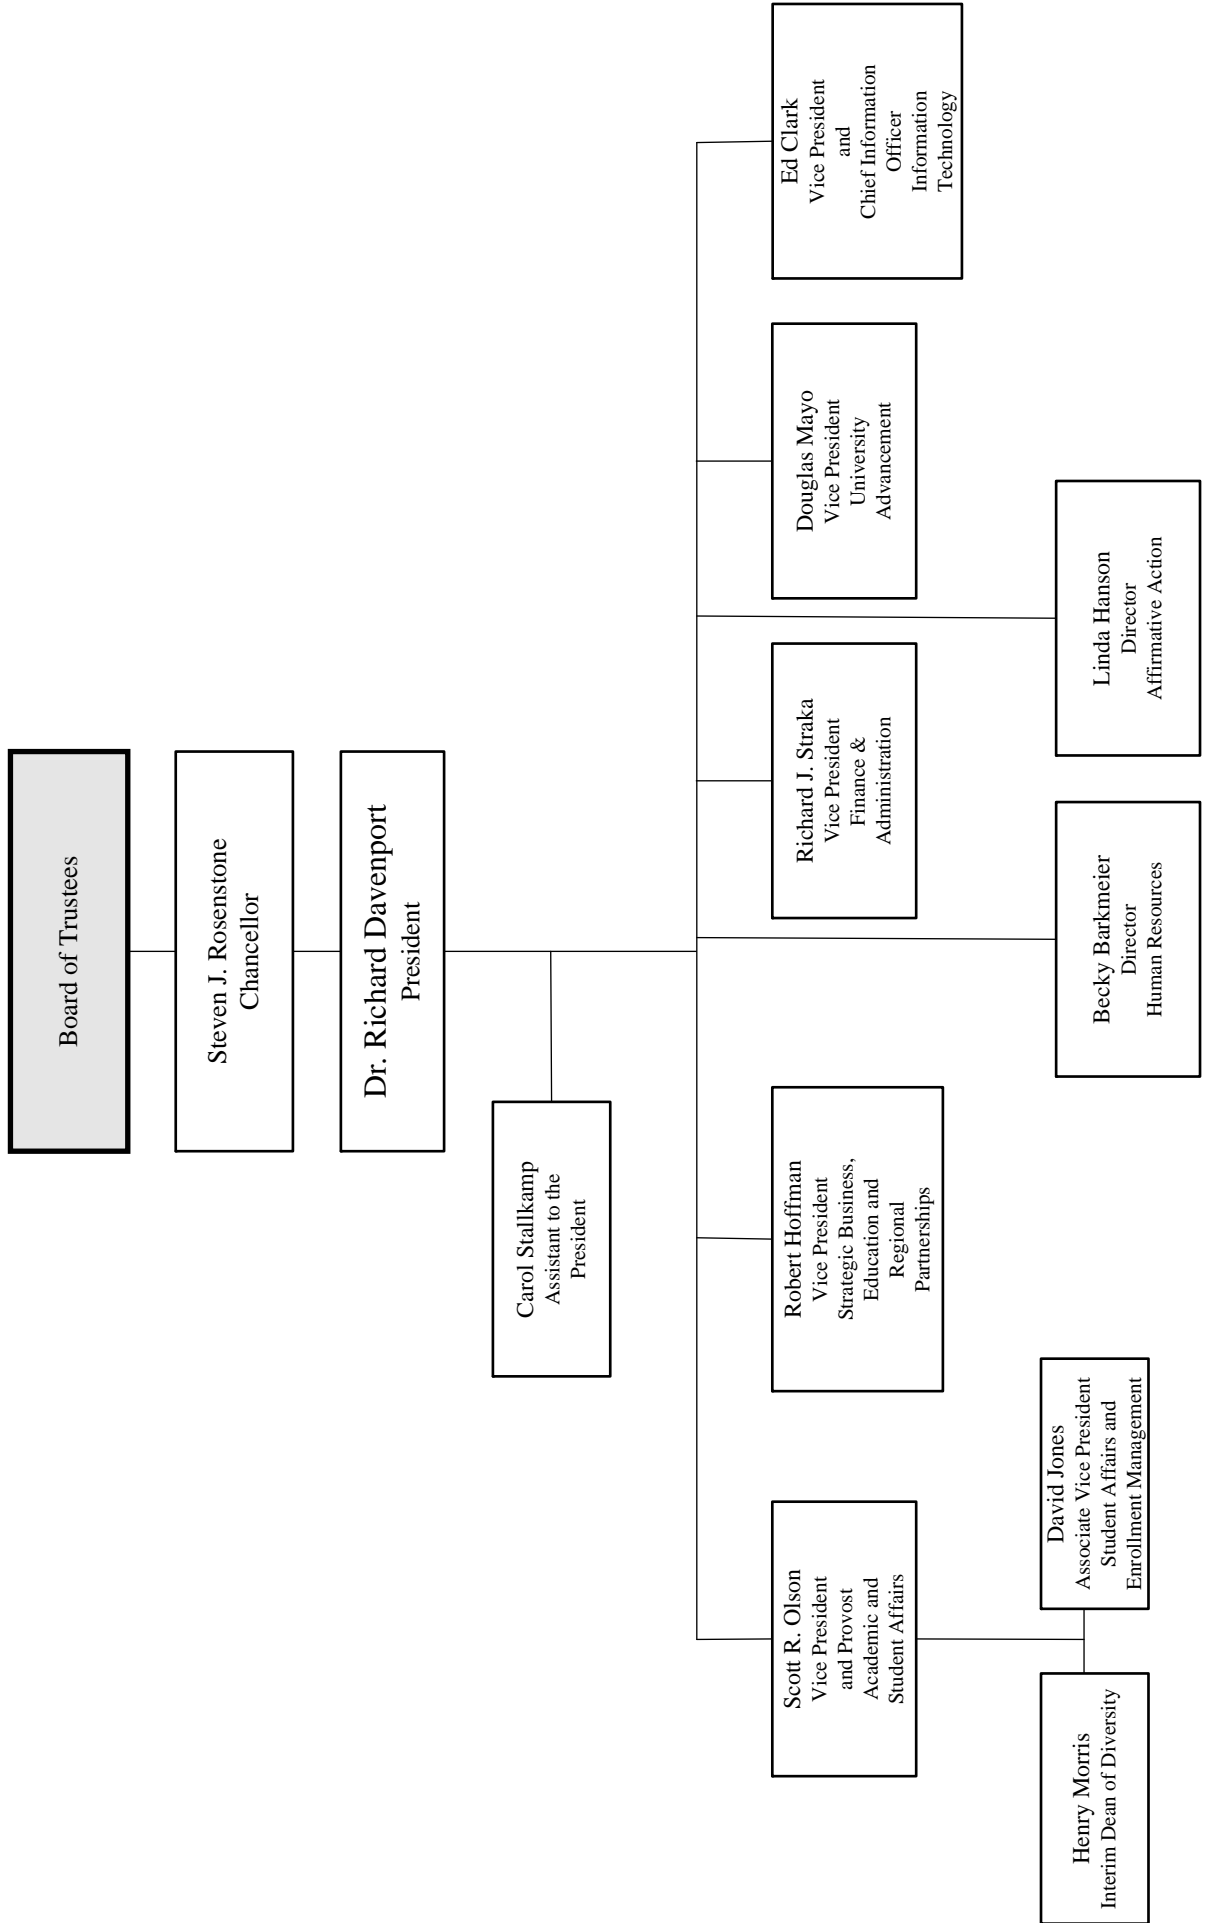 Board of Trustees
Steven J. Rosenstone
Chancellor
Dr. Richard Davenport
President
Carol Stallkamp
Assistant to the
President
Scott R. Olson
Vice President
and Provost
Academic and
Student Affairs
Robert Hoffman
Vice President
Strategic Business,
Education and
Regional
Partnerships
Richard J. Straka
Vice President
Finance &
Administration
Douglas Mayo
Vice President
University
Advancement
Ed Clark
Vice President
and
Chief Information
Officer
Information
Technology
Henry Morris
Interim Dean of Diversity
David Jones
Associate Vice President
Student Affairs and
Enrollment Management
Becky Barkmeier
Director
Human Resources
Linda Hanson
Director
Affirmative Action